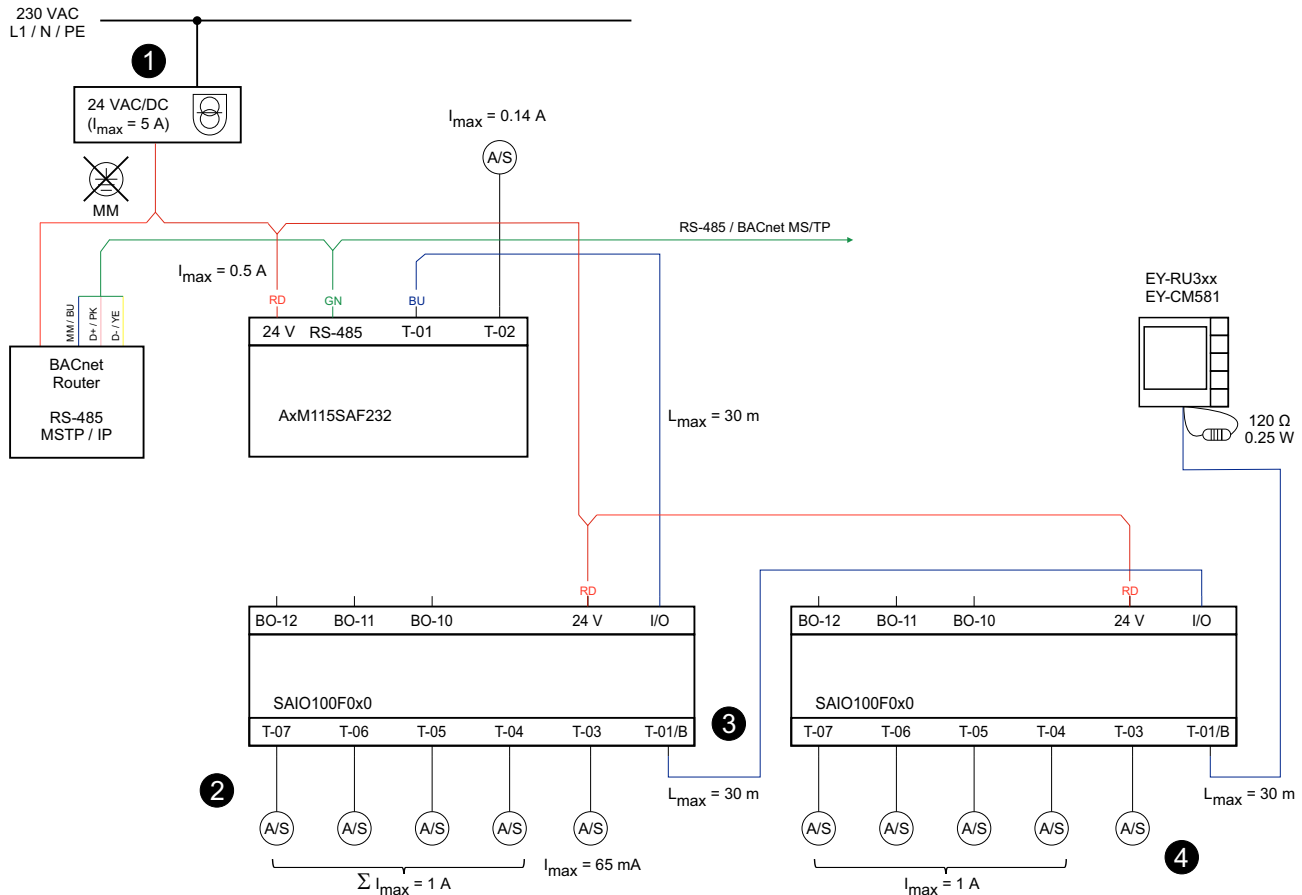 230 VAC
L1 / N / PE
1
24 VAC/DC
(Imax = 5 A)
MM
Imax = 0.14 A
A/S
RS-485 / BACnet MS/TP
Imax = 0.5 A
RD
GN
BU
MM / BU
D+ / PK
D- / YE
24 V
RS-485
T-01
T-02
BACnet
Router
RS-485
MSTP / IP
AxM115SAF232
Lmax = 30 m
EY-RU3xx
EY-CM581
120 Ω
0.25 W
RD
RD
BO-12
BO-11
BO-10
24 V
I/O
SAIO100F0x0
T-07
T-06
T-05
T-04
T-03
T-01/B
3
BO-12
BO-11
BO-10
24 V
I/O
SAIO100F0x0
T-07
T-06
T-05
T-04
T-03
T-01/B
2
Lmax = 30 m
Lmax = 30 m
A/S
A/S
A/S
A/S
A/S
A/S
A/S
A/S
A/S
A/S
4
Σ Imax = 1 A
Imax = 65 mA
Imax = 1 A